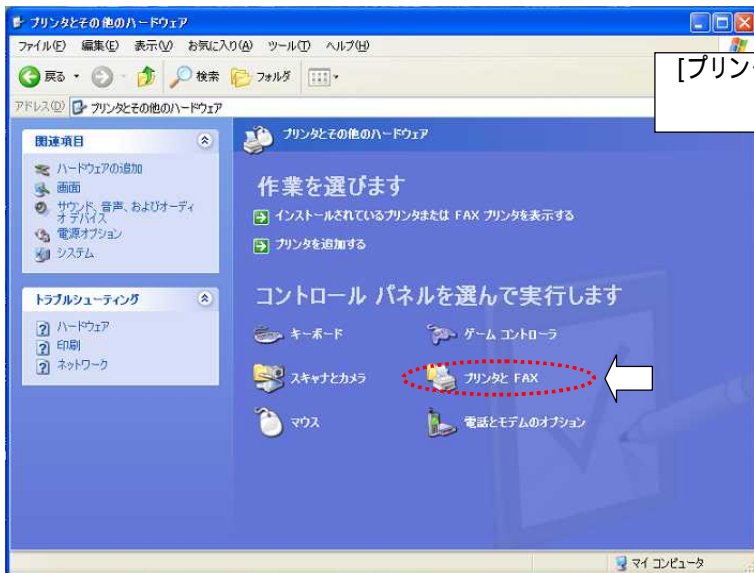 プリンタとその他のハードウェア
ファイル(F) 編集(E) 表示(V) お気に入り(A) ツール(T) ヘルプ(H)
戻る 検索 フォルダ
[プリン
アドレス(D) プリンタとその他のハードウェア
関連項目
ハードウェアの追加
画面
サウンド、音声、およびオーディ
オ デバイス
電源オプション
システム
トラブルシューティング
ハードウェア
印刷
ネットワーク
プリンタとその他のハードウェア
作業を選びます
インストールされているプリンタまたは FAX プリンタを表示する
プリンタを追加する
コントロール パネルを選んで実行します
キーボード
ゲーム コントローラ
スキャナとカメラ
プリンタと FAX
マウス
電話とモデムのオプション
マイ コンピュータ